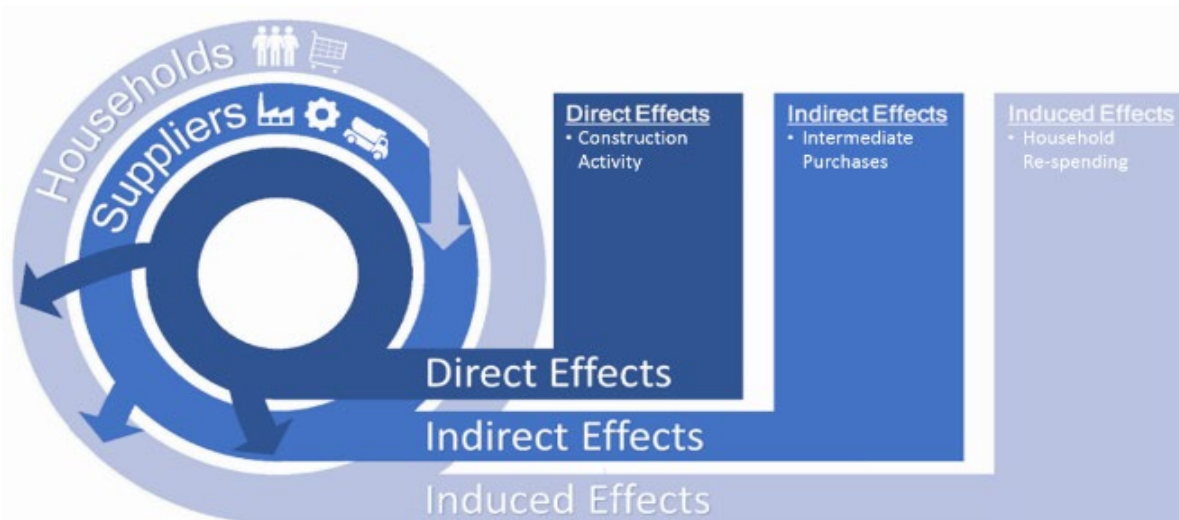 Households
Suppliers
Direct Effects
• Construction
Activity
Indirect Effects
• Intermediate
Purchases
Induced Effects
• Household
Re-spending
Direct Effects
Indirect Effects
Induced Effects